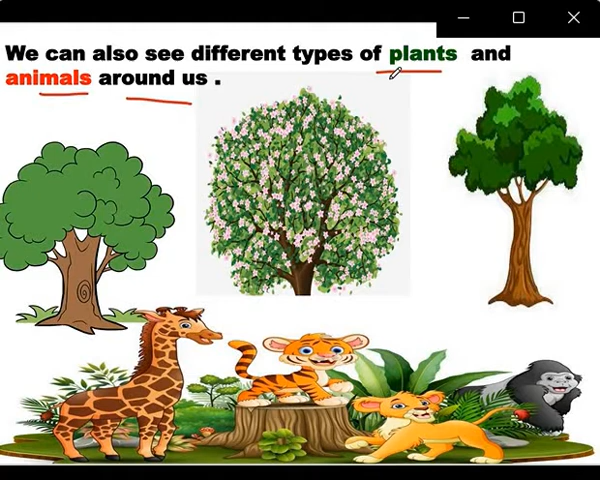 We can also see different types of plants and
animals around us .